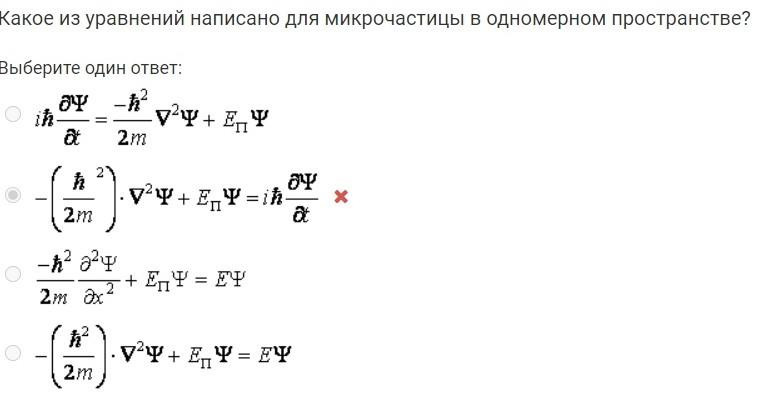 Какое из уравнений написано для микрочастицы в одномерном пространстве?
Выберите один ответ:
iħ ∂Ψ/∂t = −ħ²/2m ∇²Ψ + E_П Ψ
−(ħ/2m ²)·∇²Ψ + E_П Ψ = iħ ∂Ψ/∂t
−ħ²/2m ∂²Ψ/∂x² + E_П Ψ = EΨ
−(ħ²/2m)·∇²Ψ + E_П Ψ = EΨ